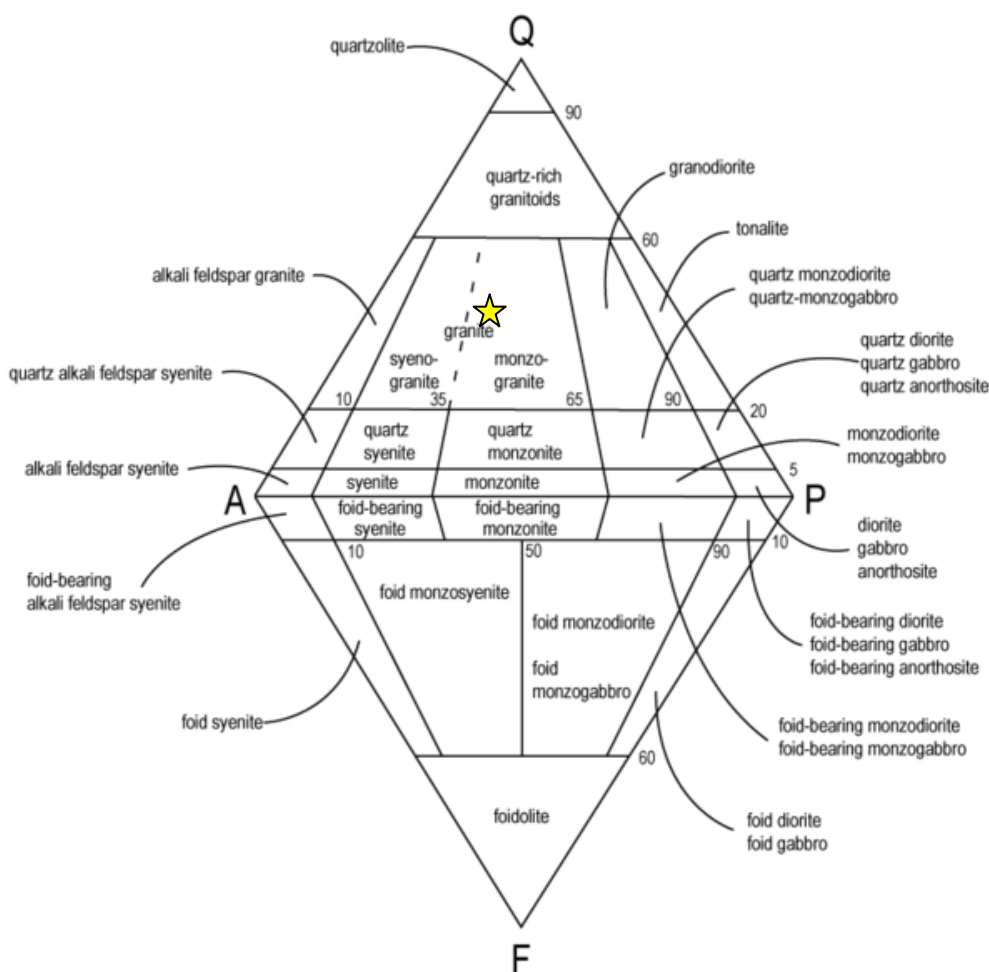 Q
quartzolite
90
quartz-rich
granitoids
granodiorite
60
tonalite
alkali feldspar granite
quartz monzodiorite
quartz-monzogabbro
granite
syeno-
granite
monzo-
granite
quartz diorite
quartz gabbro
quartz anorthosite
quartz alkali feldspar syenite
10
35
65
90
20
quartz
syenite
quartz
monzonite
monzodiorite
monzogabbro
alkali feldspar syenite
5
syenite
monzonite
A
P
foid-bearing
syenite
foid-bearing
monzonite
diorite
gabbro
anorthosite
10
50
90
10
foid-bearing
alkali feldspar syenite
foid monzosyenite
foid monzodiorite
foid
monzogabbro
foid-bearing diorite
foid-bearing gabbro
foid-bearing anorthosite
foid syenite
foid-bearing monzodiorite
foid-bearing monzogabbro
60
foidolite
foid diorite
foid gabbro
F